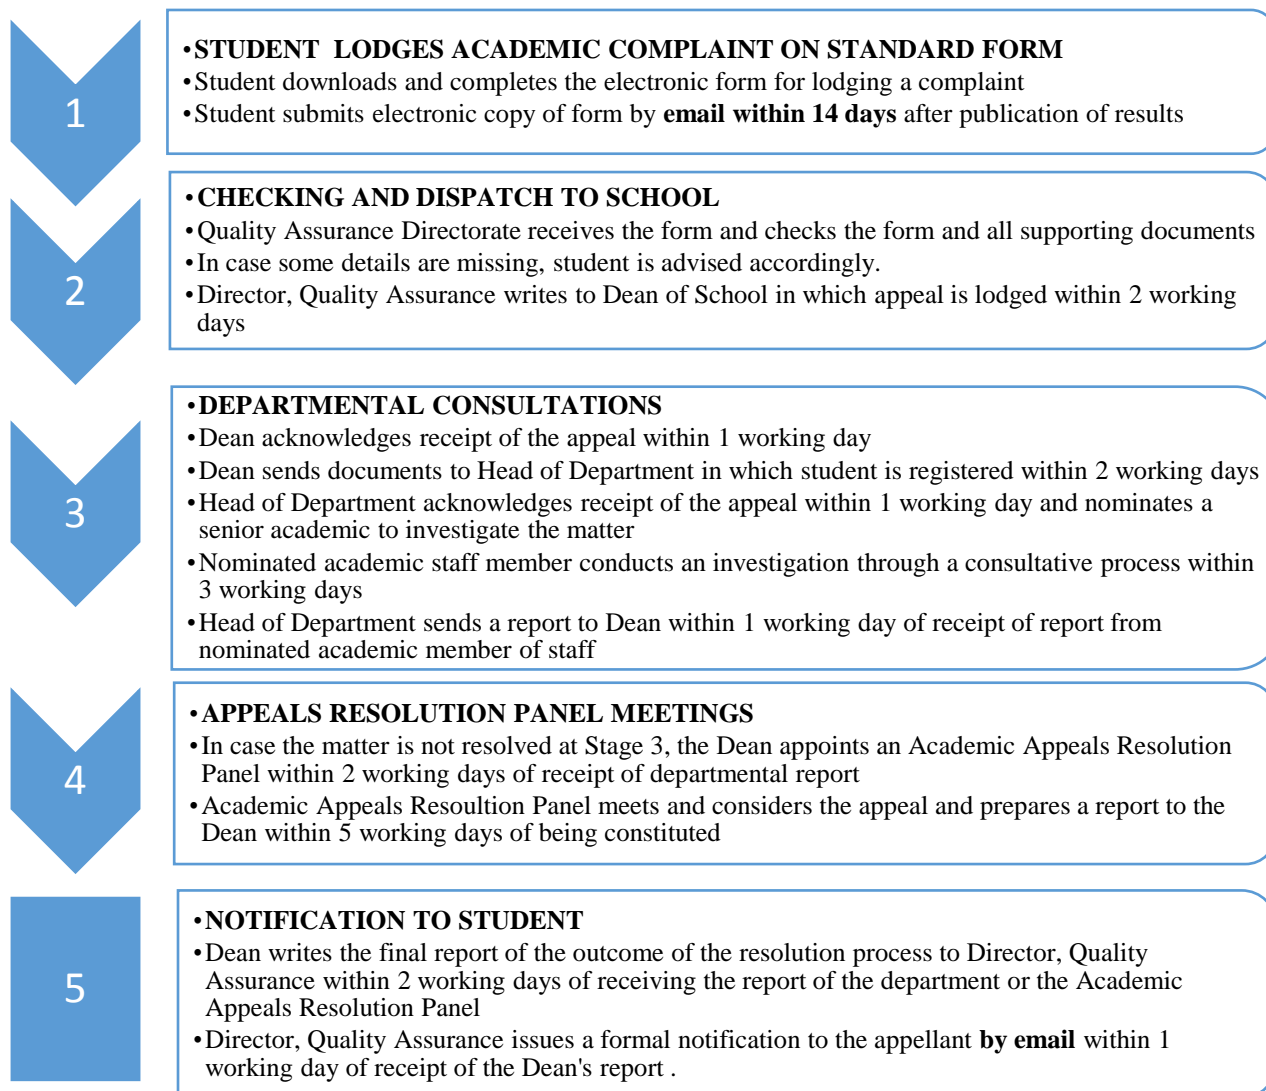 1
•STUDENT LODGES ACADEMIC COMPLAINT ON STANDARD FORM
•Student downloads and completes the electronic form for lodging a complaint
•Student submits electronic copy of form by email within 14 days after publication of results
2
•CHECKING AND DISPATCH TO SCHOOL
•Quality Assurance Directorate receives the form and checks the form and all supporting documents
•In case some details are missing, student is advised accordingly.
•Director, Quality Assurance writes to Dean of School in which appeal is lodged within 2 working
days
3
•DEPARTMENTAL CONSULTATIONS
•Dean acknowledges receipt of the appeal within 1 working day
•Dean sends documents to Head of Department in which student is registered within 2 working days
•Head of Department acknowledges receipt of the appeal within 1 working day and nominates a
senior academic to investigate the matter
•Nominated academic staff member conducts an investigation through a consultative process within
3 working days
•Head of Department sends a report to Dean within 1 working day of receipt of report from
nominated academic member of staff
4
•APPEALS RESOLUTION PANEL MEETINGS
•In case the matter is not resolved at Stage 3, the Dean appoints an Academic Appeals Resolution
Panel within 2 working days of receipt of departmental report
•Academic Appeals Resoultion Panel meets and considers the appeal and prepares a report to the
Dean within 5 working days of being constituted
5
•NOTIFICATION TO STUDENT
•Dean writes the final report of the outcome of the resolution process to Director, Quality
Assurance within 2 working days of receiving the report of the department or the Academic
Appeals Resolution Panel
•Director, Quality Assurance issues a formal notification to the appellant by email within 1
working day of receipt of the Dean's report .